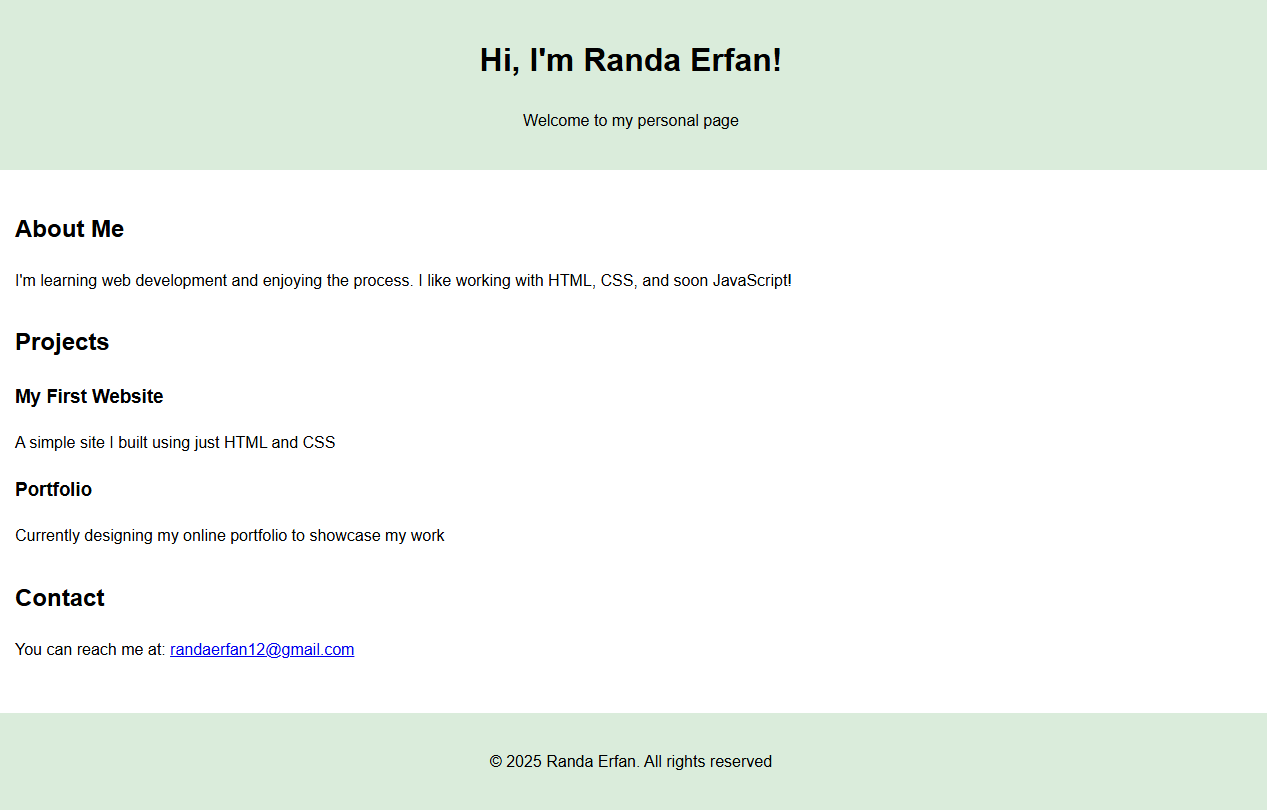 Hi, I'm Randa Erfan!
Welcome to my personal page
About Me
I'm learning web development and enjoying the process. I like working with HTML, CSS, and soon JavaScript!
Projects
My First Website
A simple site I built using just HTML and CSS
Portfolio
Currently designing my online portfolio to showcase my work
Contact
You can reach me at: randaerfan12@gmail.com
© 2025 Randa Erfan. All rights reserved